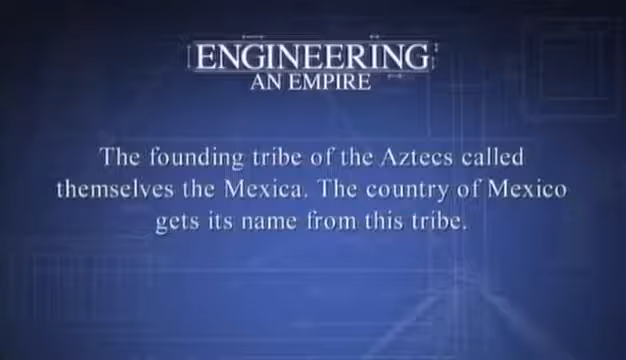 ENGINEERING
AN EMPIRE
The founding tribe of the Aztecs called
themselves the Mexica. The country of Mexico
gets its name from this tribe.